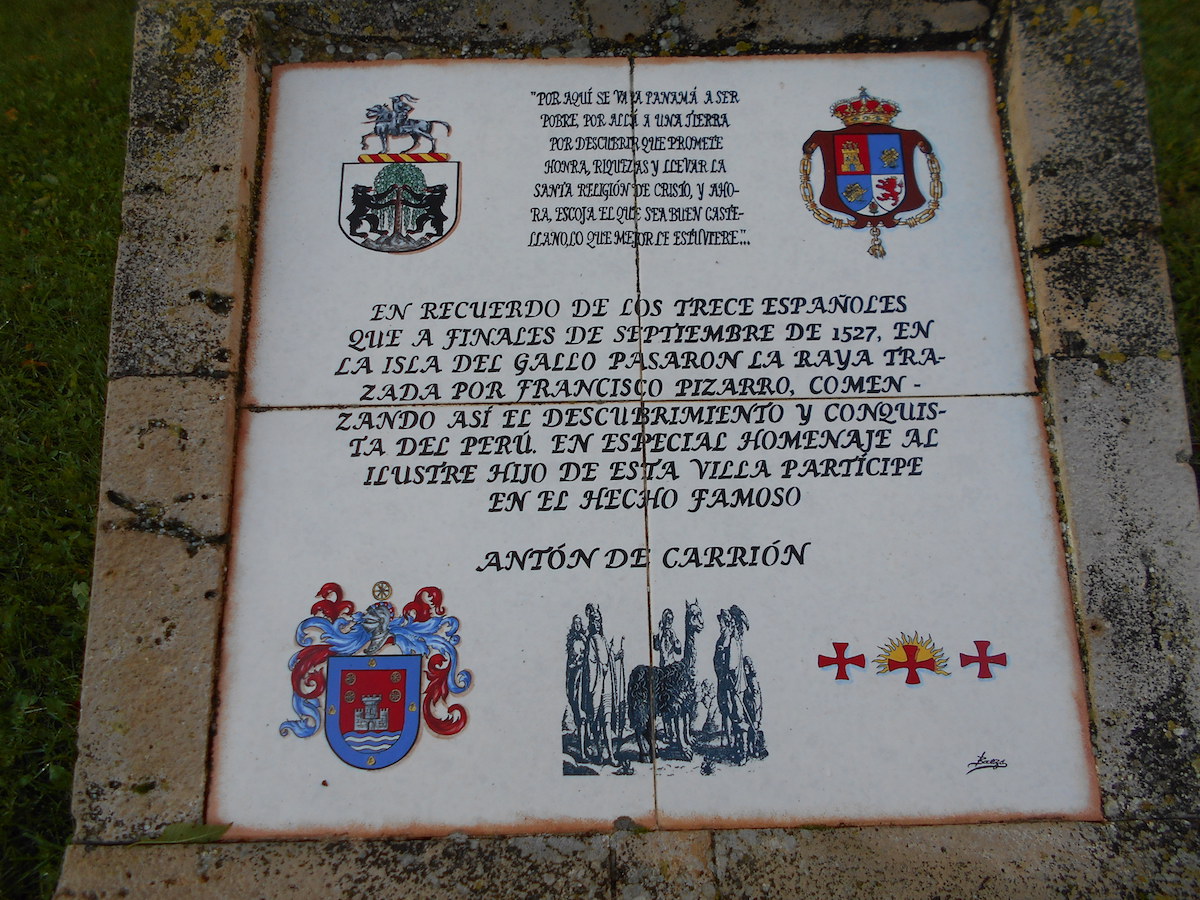 "POR AQUÍ SE VA A PANAMÁ A SER
POBRE, POR ALLÁ A UNA TIERRA
POR DESCUBRIR QUE PROMETE
HONRA, RIQUEZAS Y LLEVAR LA
SANTA RELIGIÓN DE CRISTO, Y AHO-
RA, ESCOJA EL QUE SEA BUEN CASTE-
LLANO LO QUE MEJOR LE ESTUVIERE"...
EN RECUERDO DE LOS TRECE ESPAÑOLES
QUE A FINALES DE SEPTIEMBRE DE 1527, EN
LA ISLA DEL GALLO PASARON LA RAYA TRA-
ZADA POR FRANCISCO PIZARRO, COMEN-
ZANDO ASÍ EL DESCUBRIMIENTO Y CONQUIS-
TA DEL PERÚ. EN ESPECIAL HOMENAJE AL
ILUSTRE HIJO DE ESTA VILLA PARTÍCIPE
EN EL HECHO FAMOSO
ANTÓN DE CARRIÓN